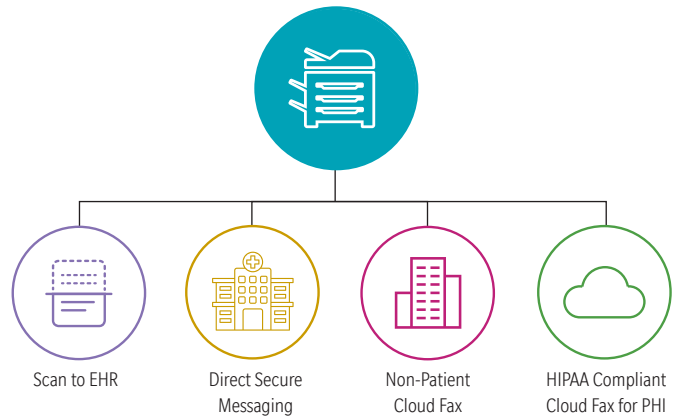 Scan to EHR
Direct Secure
Messaging
Non-Patient
Cloud Fax
HIPAA Compliant
Cloud Fax for PHI